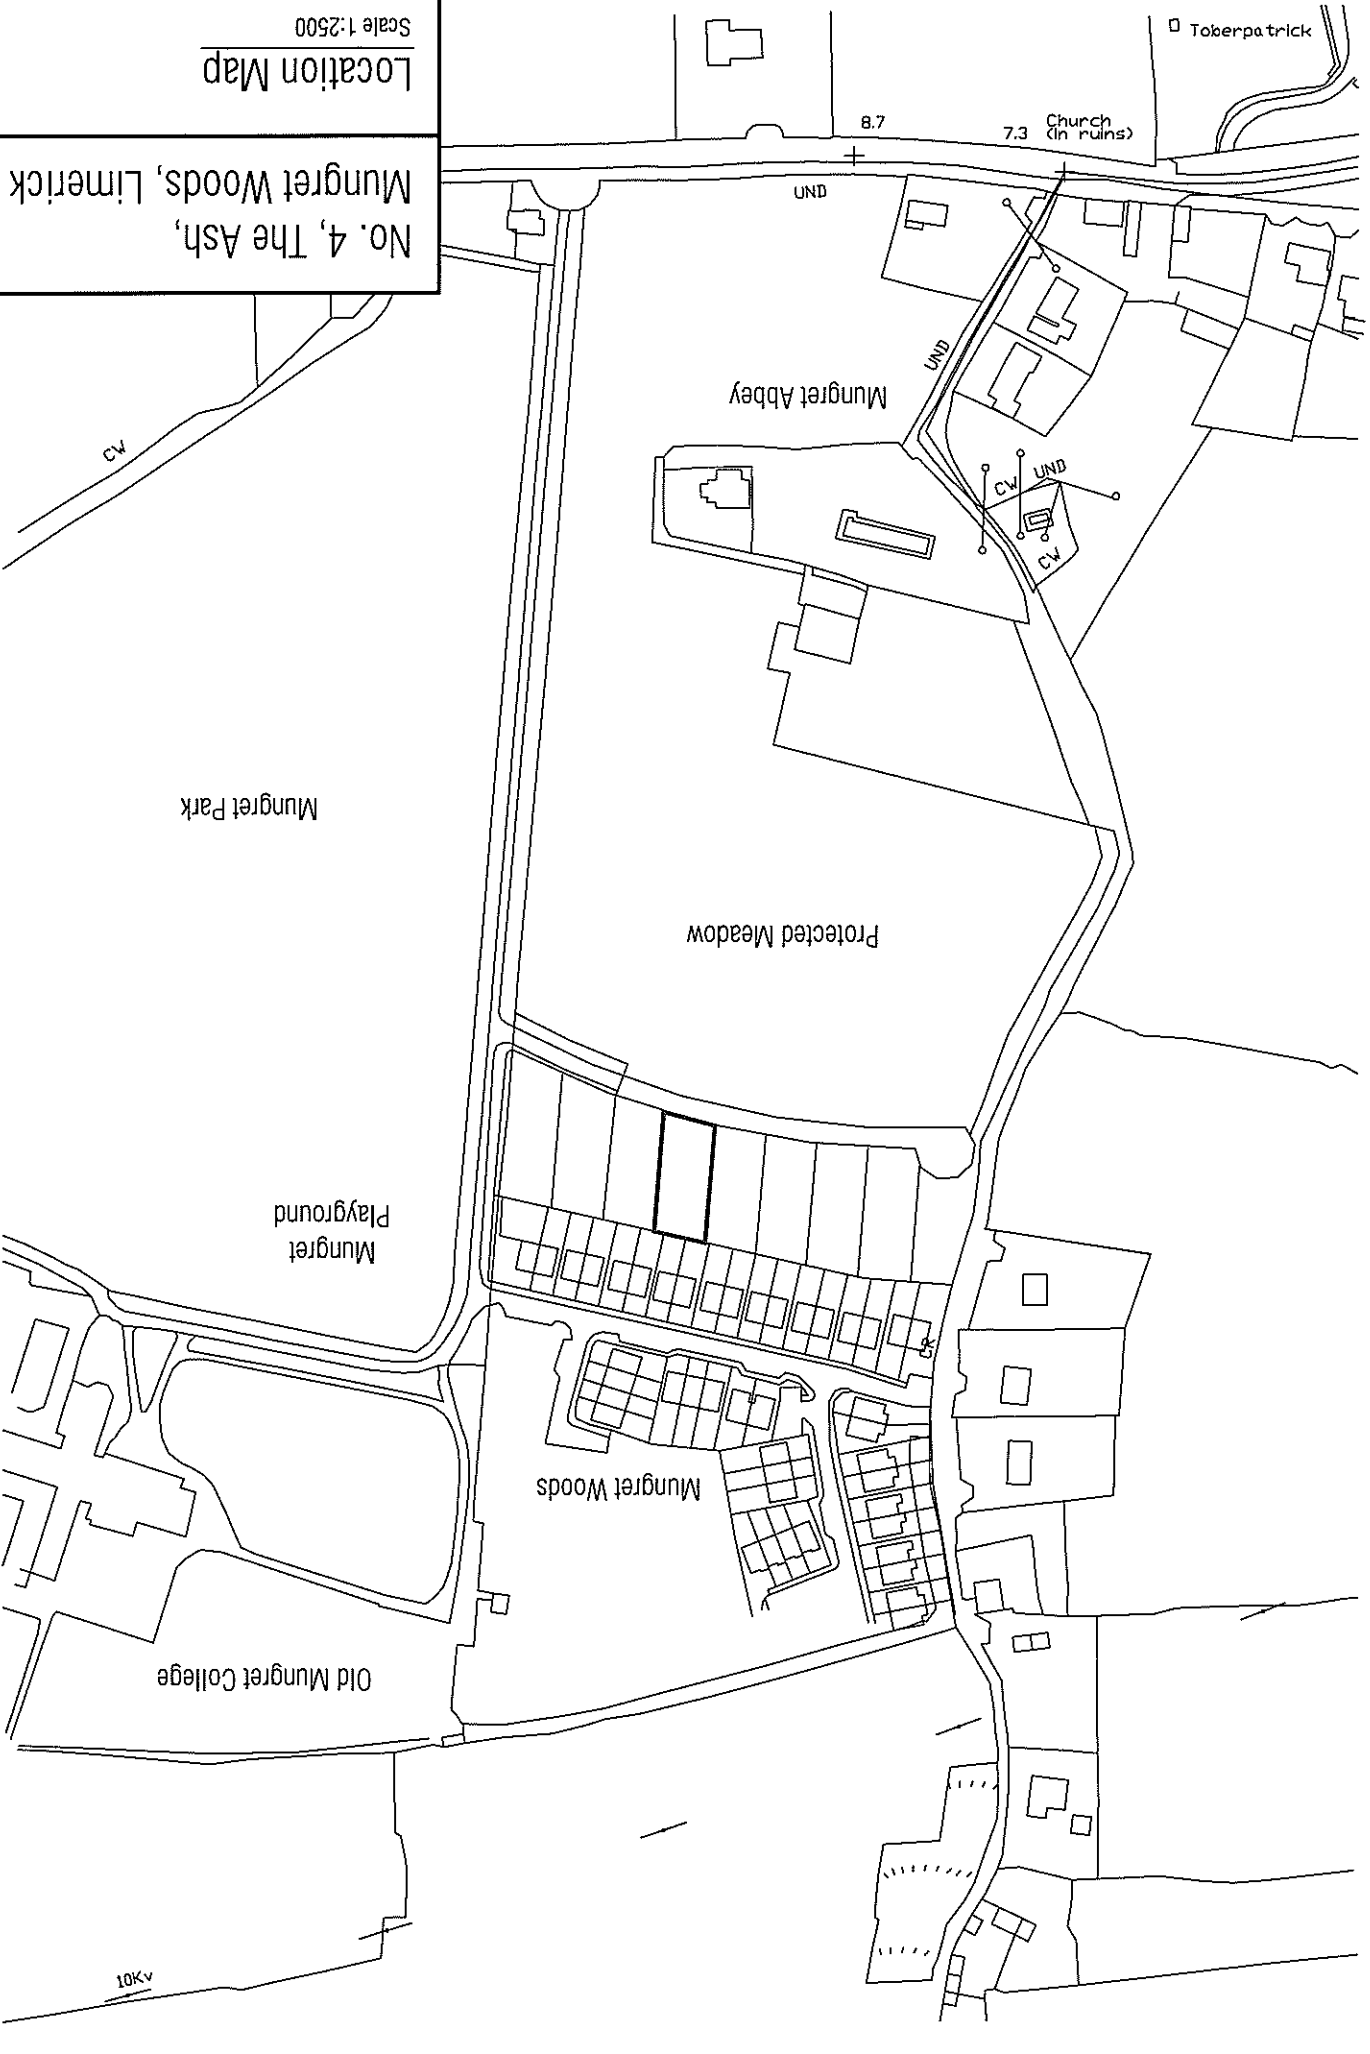 Scale 1:2500
Location Map
No. 4, The Ash,
Mungret Woods, Limerick
Toberpatrick
8.7
7.3
Church
(in ruins)
UND
UND
Mungret Abbey
CW
CW
UND
CW
Mungret Park
Protected Meadow
Mungret
Playground
CR
Mungret Woods
Old Mungret College
10Kv